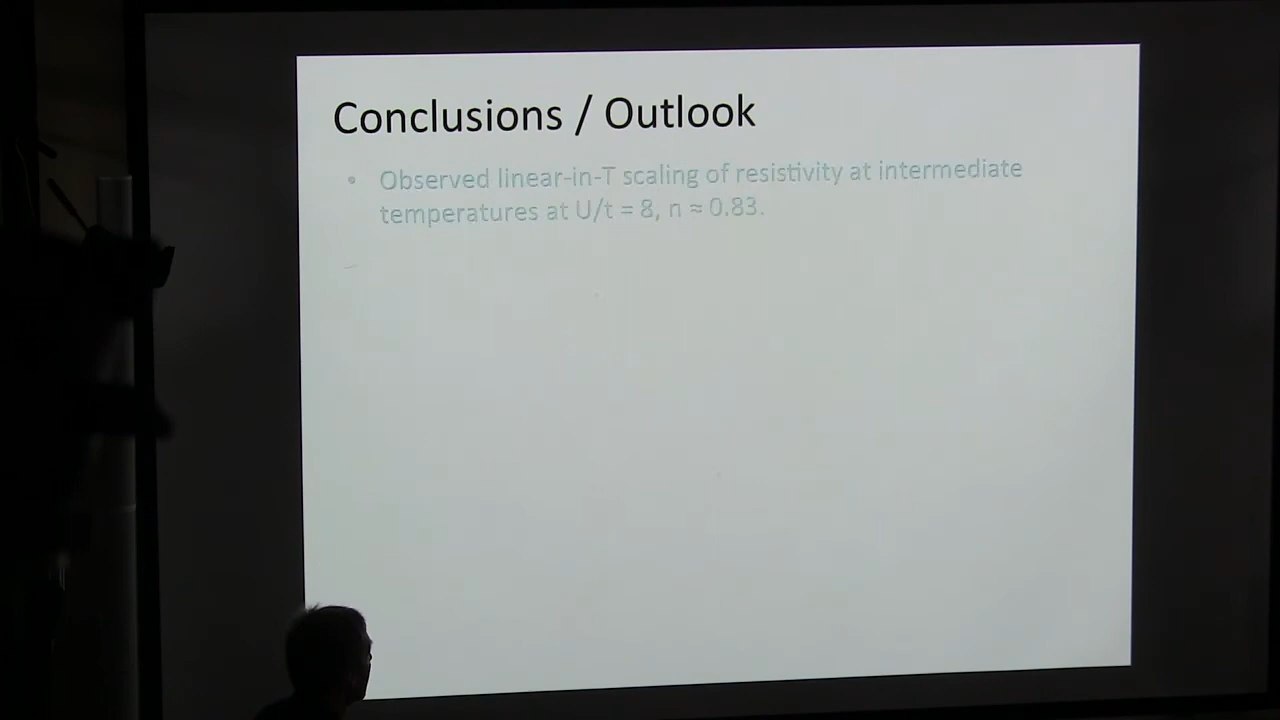 Conclusions / Outlook
• Observed linear-in-T scaling of resistivity at intermediate
temperatures at U/t = 8, n ≈ 0.83.